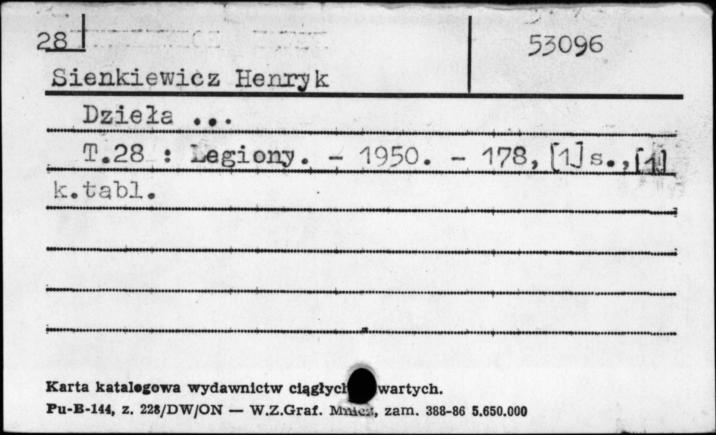 28
53096
Sienkiewicz Henryk
Dzieła ...
T.28 : Legiony. - 1950. - 178, [1] s., [1]
k.tabl.
Karta katalogowa wydawnictw ciągłych wartych.
Pu-B-144, z. 228/DW/ON — W.Z.Graf. zam. 388-86 5.650.000